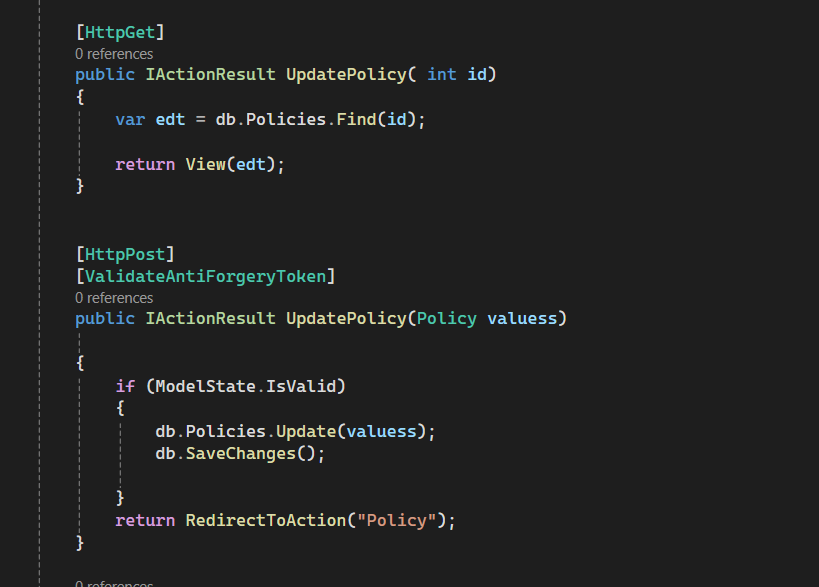 [HttpGet]
0 references
public IActionResult UpdatePolicy( int id)
{
var edt = db.Policies.Find(id);
return View(edt);
}
[HttpPost]
[ValidateAntiForgeryToken]
0 references
public IActionResult UpdatePolicy(Policy valuess)
{
if (ModelState.IsValid)
{
db.Policies.Update(valuess);
db.SaveChanges();
}
return RedirectToAction("Policy");
}
0 references